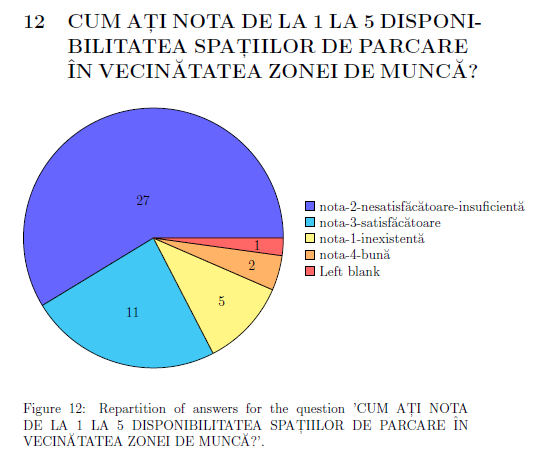 12 CUM AȚI NOTA DE LA 1 LA 5 DISPONI-
BILITATEA SPAȚIILOR DE PARCARE
ÎN VECINĂTATEA ZONEI DE MUNCĂ?
27
11
5
2
1
nota-2-nesatisfăcătoare-insuficientă
nota-3-satisfăcătoare
nota-1-inexistentă
nota-4-bună
Left blank
Figure 12: Repartition of answers for the question 'CUM AȚI NOTA
DE LA 1 LA 5 DISPONIBILITATEA SPAȚIILOR DE PARCARE ÎN
VECINĂTATEA ZONEI DE MUNCĂ?'.